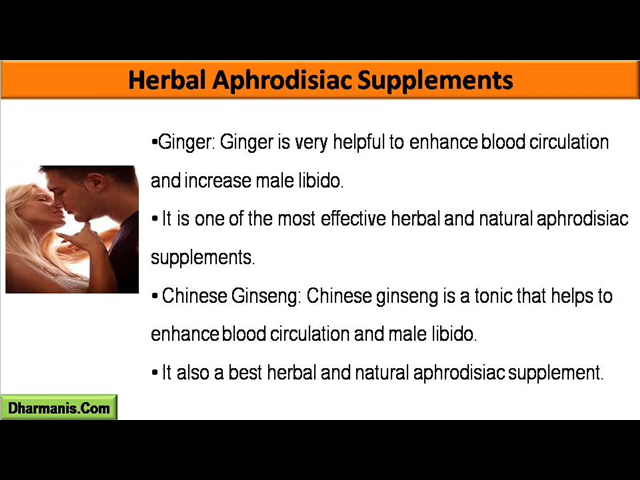 Herbal Aphrodisiac Supplements
•Ginger: Ginger is very helpful to enhance blood circulation
and increase male libido.
• It is one of the most effective herbal and natural aphrodisiac
supplements.
• Chinese Ginseng: Chinese ginseng is a tonic that helps to
enhance blood circulation and male libido.
• It also a best herbal and natural aphrodisiac supplement.
Dharmanis.Com